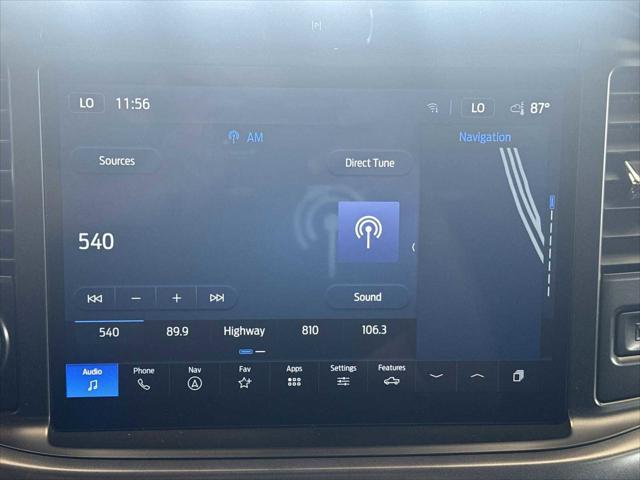 LO 11:56 LO 87°
AM Navigation
Sources Direct Tune
540
Sound
540 89.9 Highway 810 106.3
Audio Phone Nav Fav Apps Settings Features